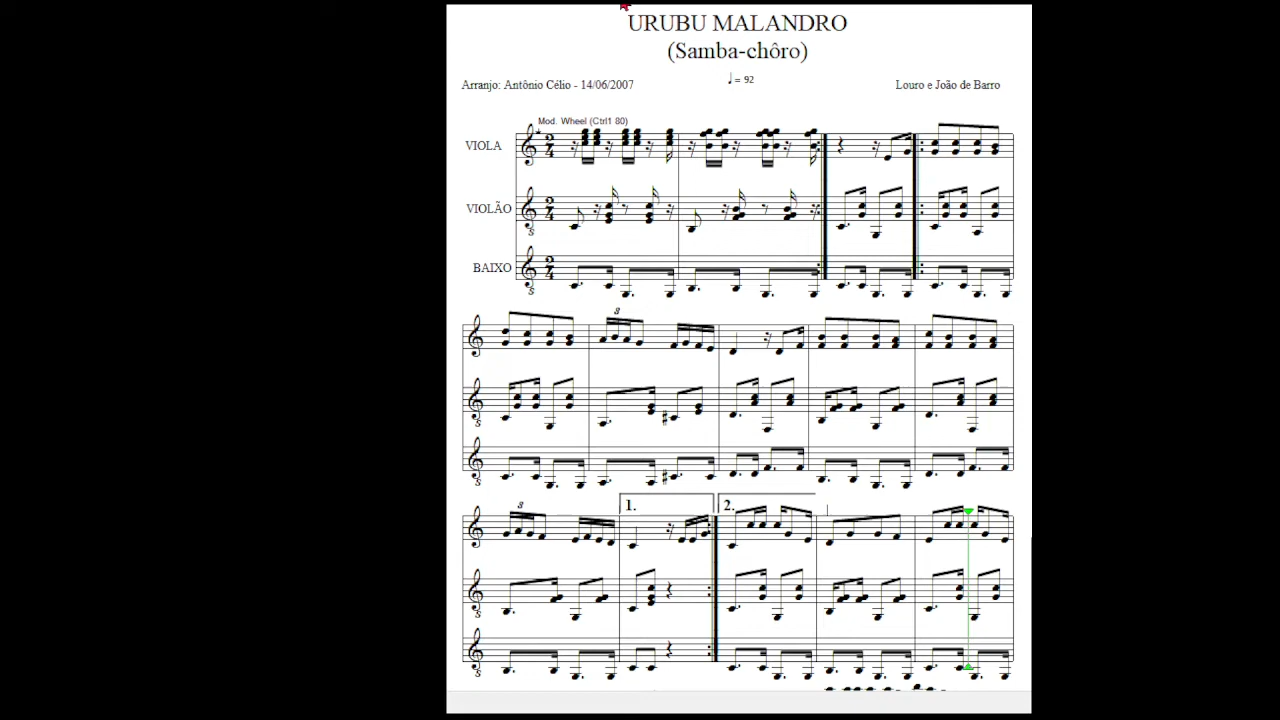 URUBU MALANDRO
(Samba-chôro)
Arranjo: Antônio Célio - 14/06/2007
= 92
Louro e João de Barro
Mod. Wheel (Ctrl1 80)
VIOLA
VIOLÃO
BAIXO
3
3
1.
2.